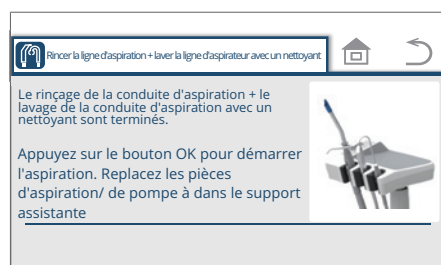 Rincer la ligne d'aspiration + laver la ligne d'aspirateur avec un nettoyant
Le rinçage de la conduite d'aspiration + le
lavage de la conduite d'aspiration avec un
nettoyant sont terminés.
Appuyez sur le bouton OK pour démarrer
l'aspiration. Replacez les pièces
d'aspiration/ de pompe à dans le support
assistante